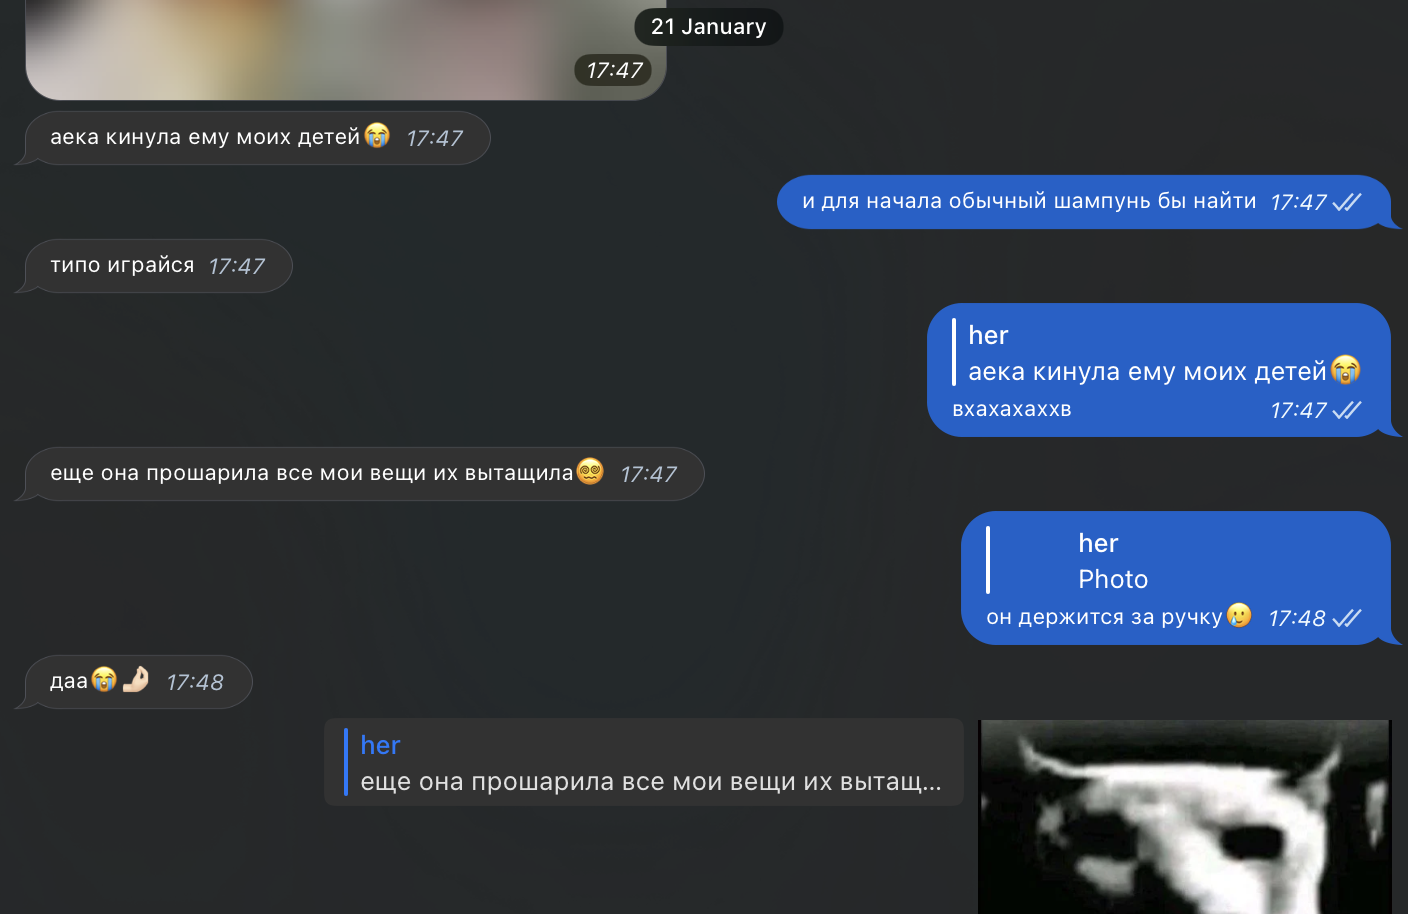 21 January
17:47
аека кинула ему моих детей😭 17:47
и для начала обычный шампунь бы найти 17:47
типо играйся 17:47
her
аека кинула ему моих детей😭
вхахахаххв 17:47
еще она прошарила все мои вещи их вытащила😵‍💫 17:47
her
Photo
он держится за ручку🥲 17:48
даа😭🤌🏻 17:48
her
еще она прошарила все мои вещи их вытащ...